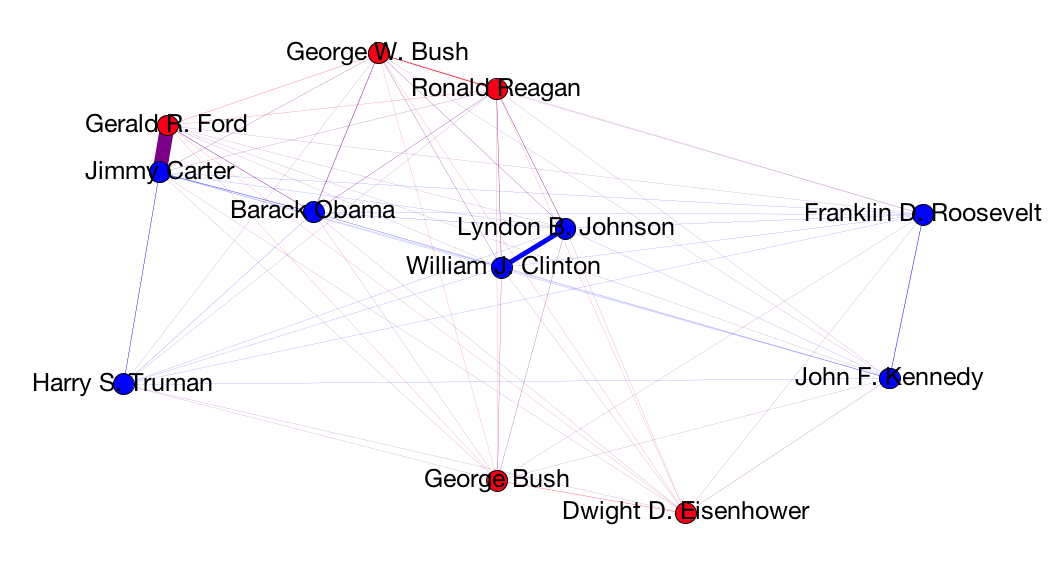 George W. Bush
Ronald Reagan
Gerald R. Ford
Jimmy Carter
Barack Obama
Franklin D. Roosevelt
Lyndon B. Johnson
William J. Clinton
John F. Kennedy
Harry S. Truman
George Bush
Dwight D. Eisenhower